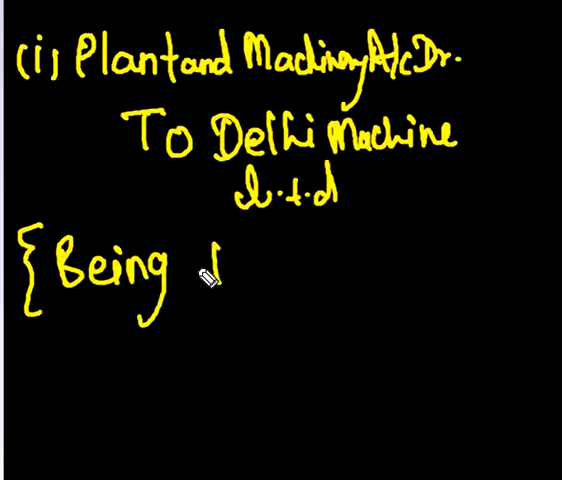 (i) Plant and Machinery A/c Dr.
To Delhi Machine
L.t.d
{Being